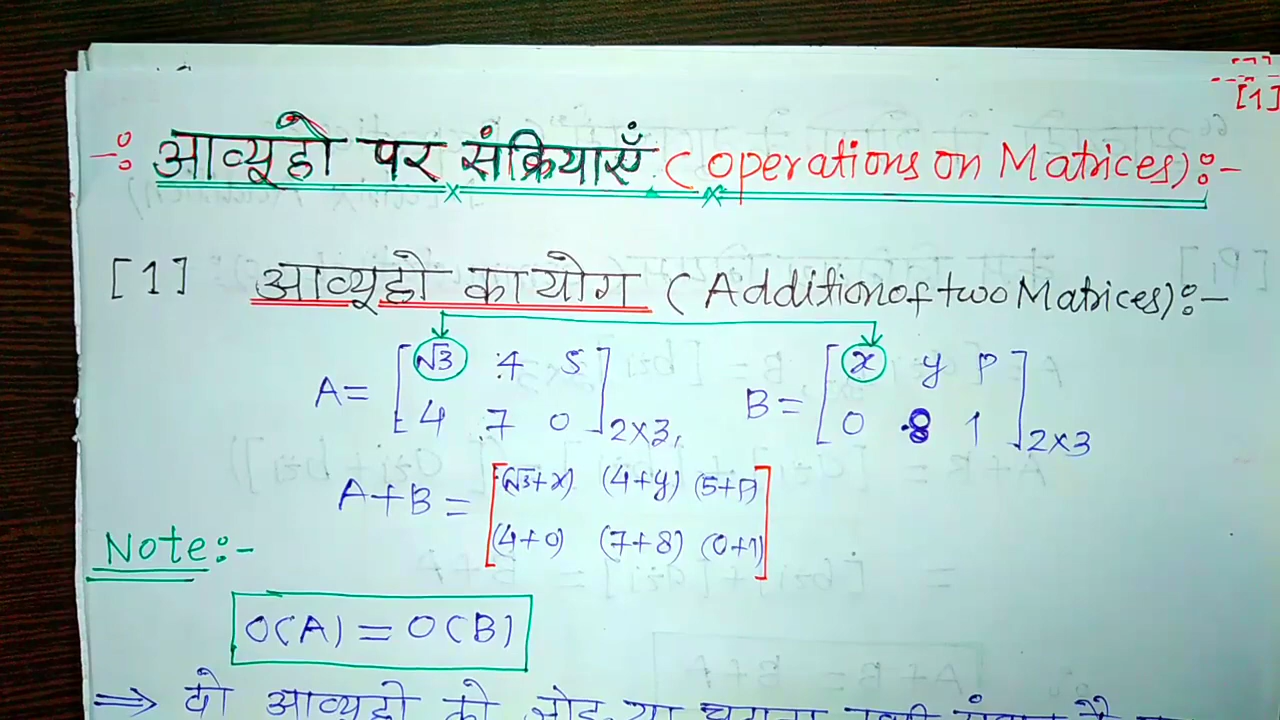 [1]
-: आव्यूहो पर संक्रियाएँ (Operations on Matrices):-
[1] आव्यूहो का योग (Addition of two Matrices):-
A= [√3 4 5
4 7 0]2×3,
B= [x y P
0 8 1]2×3
A+B= [(√3+x) (4+y) (5+P)
(4+0) (7+8) (0+1)]
Note:-
O(A) = O(B)
⇒ दो आव्यूहो को जोड़ या घटाना